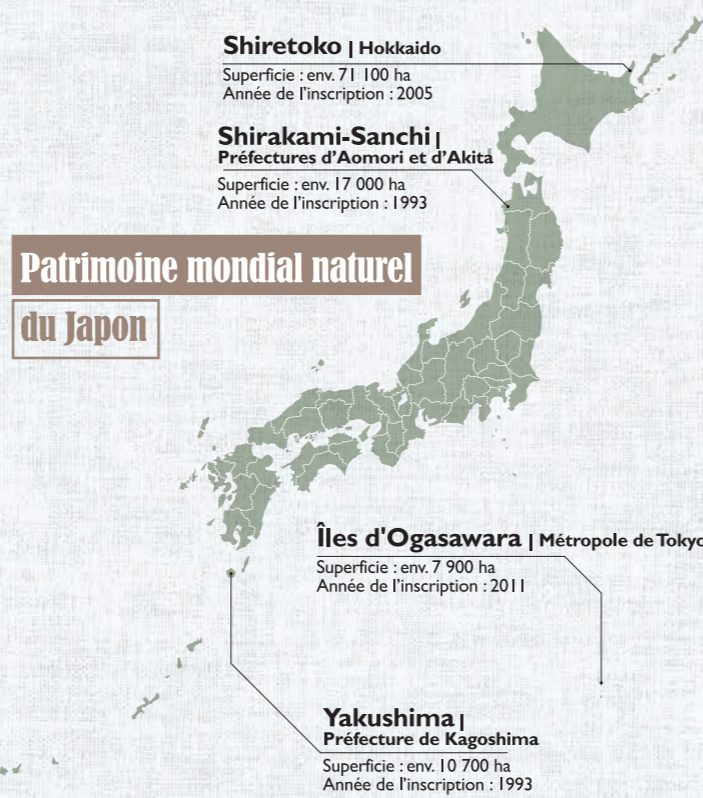 Shiretoko | Hokkaido
Superficie : env. 71 100 ha
Année de l'inscription : 2005
Shirakami-Sanchi |
Préfectures d'Aomori et d'Akita
Superficie : env. 17 000 ha
Année de l'inscription : 1993
Patrimoine mondial naturel
du Japon
Îles d'Ogasawara | Métropole de Tokyo
Superficie : env. 7 900 ha
Année de l'inscription : 2011
Yakushima |
Préfecture de Kagoshima
Superficie : env. 10 700 ha
Année de l'inscription : 1993